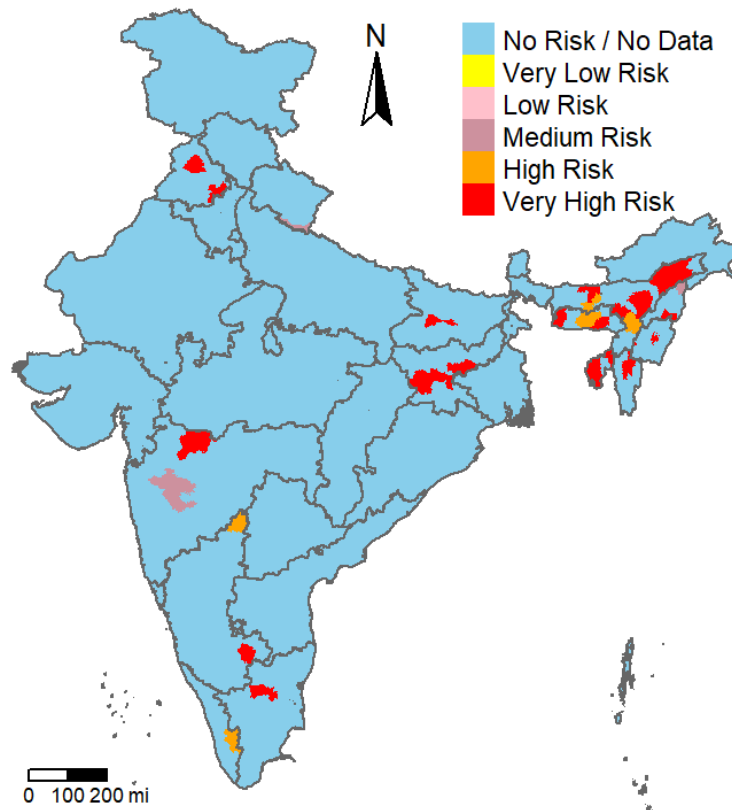 N
No Risk / No Data
Very Low Risk
Low Risk
Medium Risk
High Risk
Very High Risk
0 100 200 mi